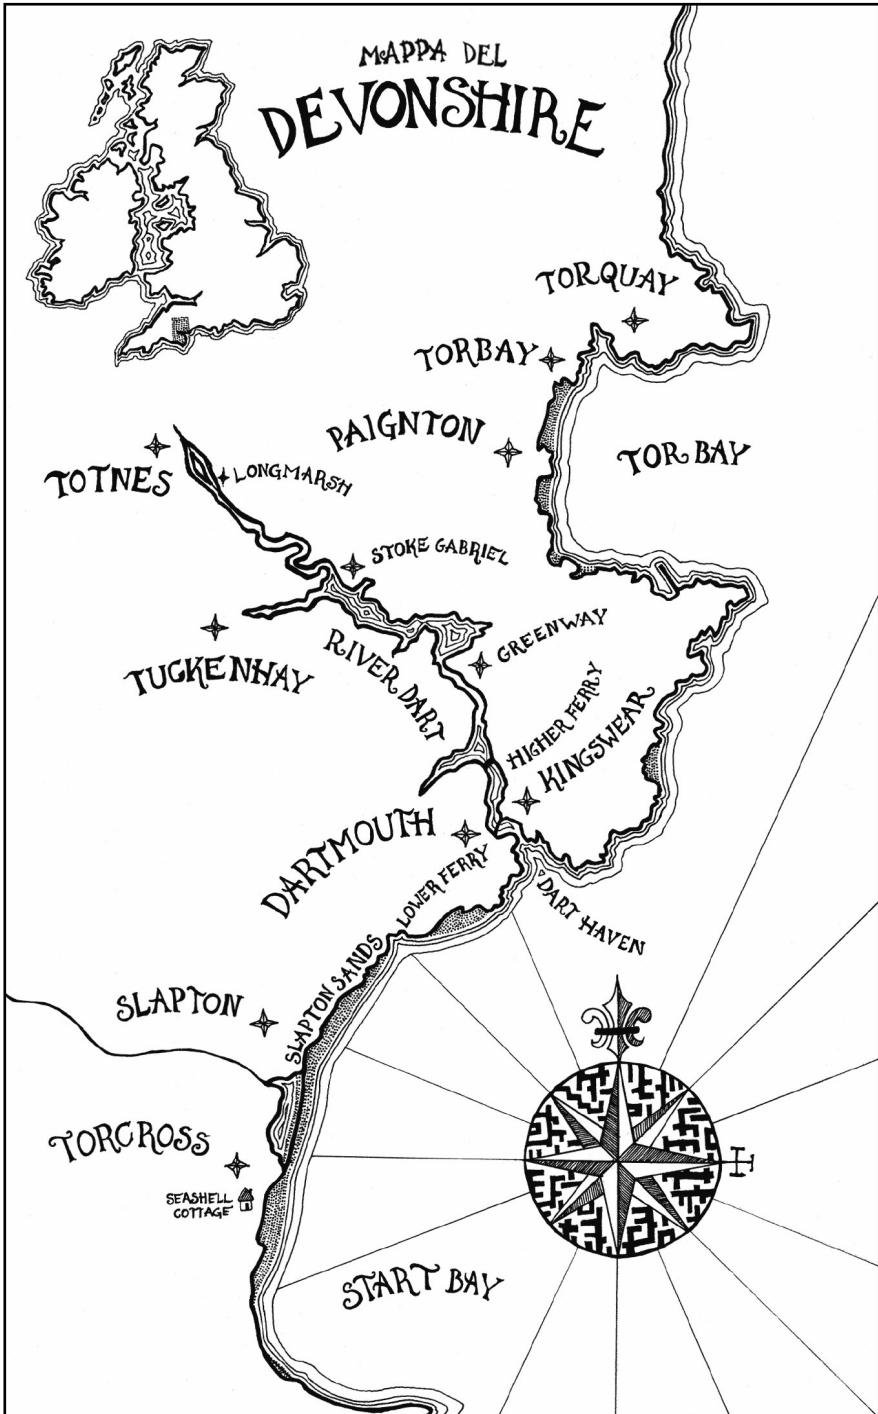 MAPPA DEL
DEVONSHIRE
TORQUAY
TORBAY
PAIGNTON
TOR BAY
TOTNES
LONGMARSH
STOKE GABRIEL
TUCKENHAY
RIVER DART
GREENWAY
HIGHER FERRY
KINGSWEAR
DARTMOUTH
LOWER FERRY
DART HAVEN
SLAPTON SANDS
SLAPTON
TORCROSS
SEASHELL
COTTAGE
START BAY